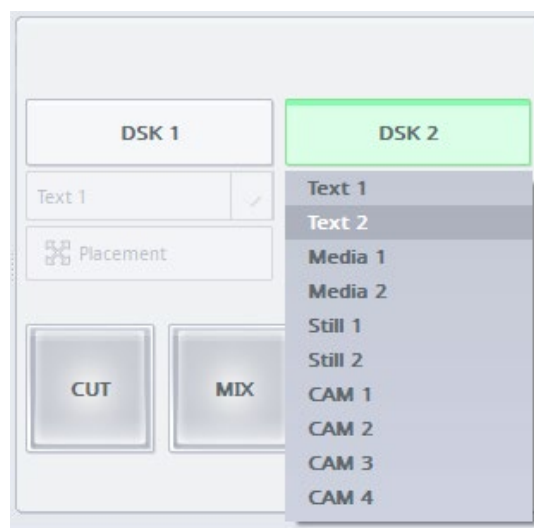 DSK 1
DSK 2
Text 1
Placement
CUT
MIX
Text 1
Text 2
Media 1
Media 2
Still 1
Still 2
CAM 1
CAM 2
CAM 3
CAM 4